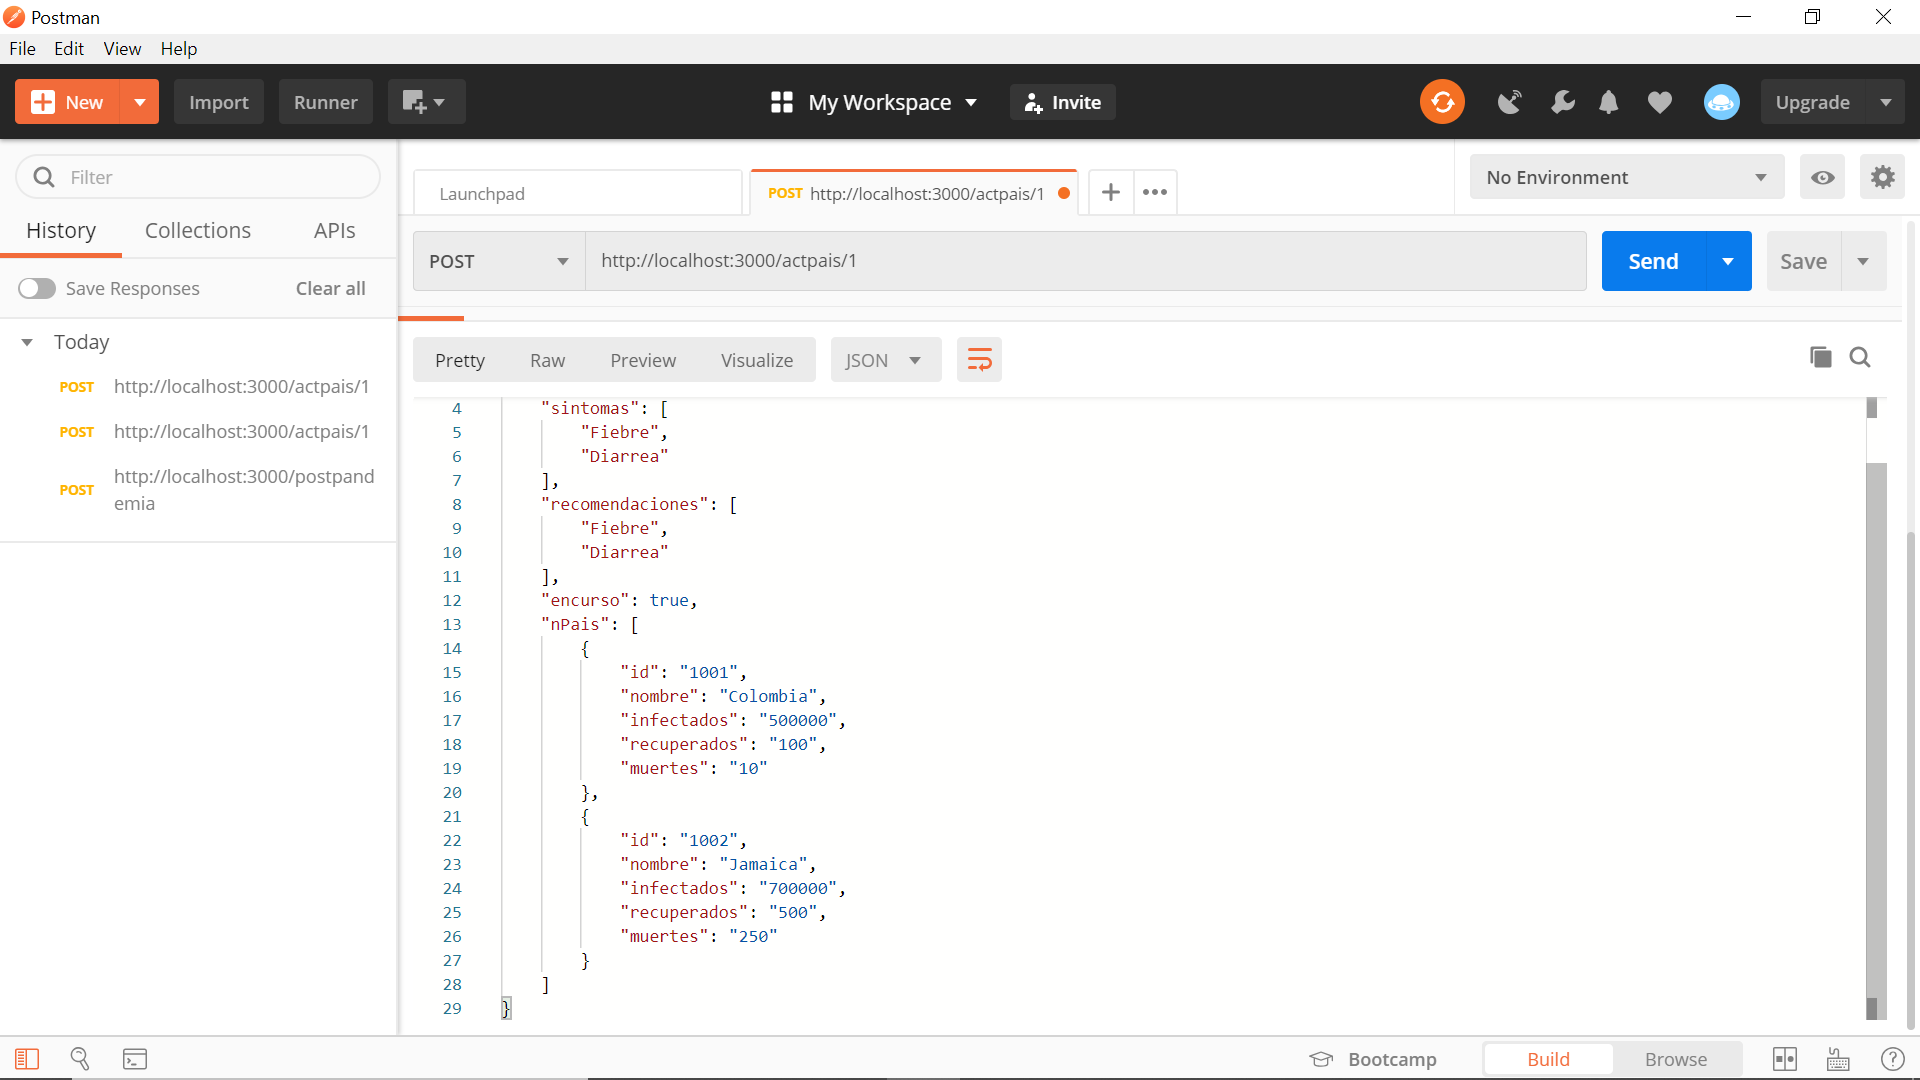 Postman
File Edit View Help
New Import Runner My Workspace Invite Upgrade
Filter
History Collections APIs
Save Responses Clear all
Today
POST http://localhost:3000/actpais/1
POST http://localhost:3000/actpais/1
POST http://localhost:3000/postpand
emia
Launchpad POST http://localhost:3000/actpais/1 No Environment
POST http://localhost:3000/actpais/1 Send Save
Pretty Raw Preview Visualize JSON
4 "sintomas": [
5 "Fiebre",
6 "Diarrea"
7 ],
8 "recomendaciones": [
9 "Fiebre",
10 "Diarrea"
11 ],
12 "encurso": true,
13 "nPais": [
14 {
15 "id": "1001",
16 "nombre": "Colombia",
17 "infectados": "500000",
18 "recuperados": "100",
19 "muertes": "10"
20 },
21 {
22 "id": "1002",
23 "nombre": "Jamaica",
24 "infectados": "700000",
25 "recuperados": "500",
26 "muertes": "250"
27 }
28 ]
29 }
Bootcamp Build Browse